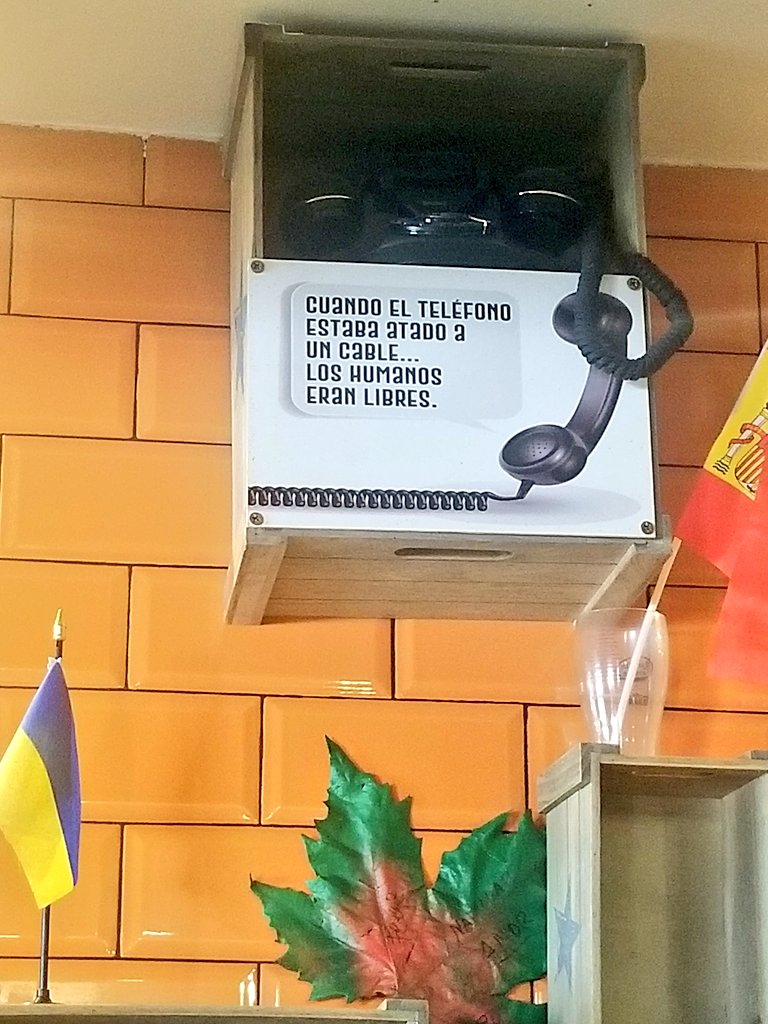 CUANDO EL TELÉFONO
ESTABA ATADO A
UN CABLE...
LOS HUMANOS
ERAN LIBRES.